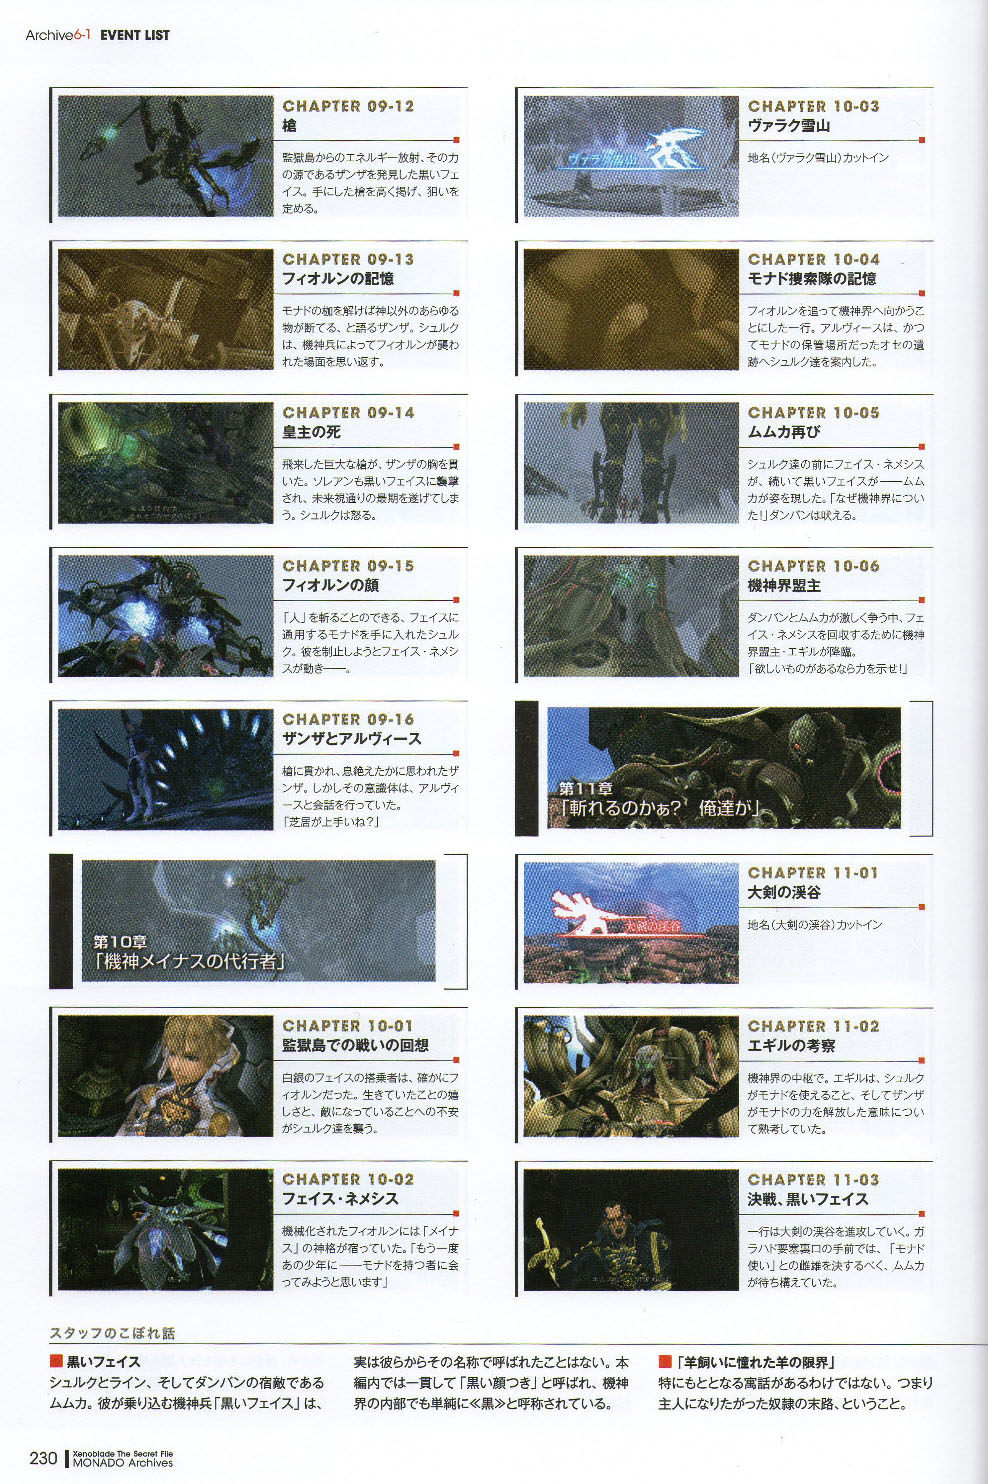 Archive6-1 EVENT LIST
CHAPTER 09-12
槍
監獄島からのエネルギー放射、その力
の源であるザンザを発見した黒いフェ
イス。手にした槍を高く掲げ、狙いを
定める。
CHAPTER 09-13
フィオルンの記憶
モナドの枷を解けば神以外のあらゆる
物が断てる、と語るザンザ。シュルク
は、機神兵によってフィオルンが襲わ
れた場面を思い返す。
CHAPTER 09-14
皇主の死
飛来した巨大な槍が、ザンザの胸を貫
いた。ソレアンも黒いフェイスに襲撃
され、未来視通りの最期を遂げてしま
う。シュルクは怒る。
CHAPTER 09-15
フィオルンの顔
「人」を斬ることのできる、フェイスに
通用するモナドを手に入れたシュル
ク。彼を制止しようとフェイス・ネメシ
スが動き――。
CHAPTER 09-16
ザンザとアルヴィース
槍に貫かれ、息絶えたかに思われたザ
ンザ。しかしその意識体は、アルヴィ
ースと会話を行っていた。
「芝居が上手いね?」
第10章
「機神メイナスの代行者」
CHAPTER 10-01
監獄島での戦いの回想
白銀のフェイスの搭乗者は、確かにフ
ィオルンだった。生きていたことの嬉
しさと、敵になっていることへの不安
がシュルク達を襲う。
CHAPTER 10-02
フェイス・ネメシス
機械化されたフィオルンには「メイナ
ス」の神格が宿っていた。「もう一度
あの少年に――モナドを持つ者に会
ってみようと思います」
CHAPTER 10-03
ヴァラク雪山
ヴァラク雪山
地名(ヴァラク雪山)カットイン
CHAPTER 10-04
モナド捜索隊の記憶
フィオルンを追って機神界へ向かうこ
とにした一行。アルヴィースは、かつ
てモナドの保管場所だったオセの遺
跡へシュルク達を案内した。
CHAPTER 10-05
ムムカ再び
シュルク達の前にフェイス・ネメシス
が、続いて黒いフェイスが――ムム
カが姿を現した。「なぜ機神界につい
た!」ダンバンは吠える。
CHAPTER 10-06
機神界盟主
ダンバンとムムカが激しく争う中、フェ
イス・ネメシスを回収するために機神
界盟主・エギルが降臨。
「欲しいものがあるなら力を示せ!」
第11章
「斬れるのかぁ? 俺達が」
CHAPTER 11-01
大剣の渓谷
大剣の渓谷
地名(大剣の渓谷)カットイン
CHAPTER 11-02
エギルの考察
機神界の中枢で。エギルは、シュルク
がモナドを使えること、そしてザンザ
がモナドの力を解放した意味につい
て熟考していた。
CHAPTER 11-03
決戦、黒いフェイス
一行は大剣の渓谷を進攻していく。ガ
ラハド要塞裏口の手前では、「モナド
使い」との雌雄を決するべく、ムムカ
が待ち構えていた。
スタッフのこぼれ話
黒いフェイス
シュルクとライン、そしてダンバンの宿敵である
ムムカ。彼が乗り込む機神兵「黒いフェイス」は、
実は彼らからその名称で呼ばれたことはない。本
編内では一貫して「黒い顔つき」と呼ばれ、機神
界の内部でも単純に≪黒≫と呼称されている。
「羊飼いに憧れた羊の限界」
特にもととなる寓話があるわけではない。つまり
主人になりたがった奴隷の末路、ということ。
230 Xenoblade The Secret File
MONADO Archives